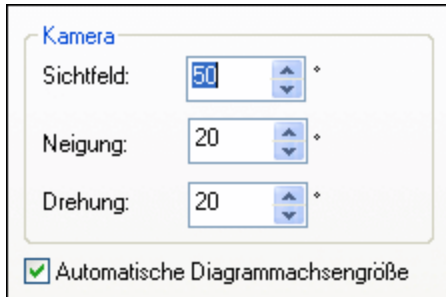 Kamera
Sichtfeld: 50 °
Neigung: 20 °
Drehung: 20 °
Automatische Diagrammachsengröße